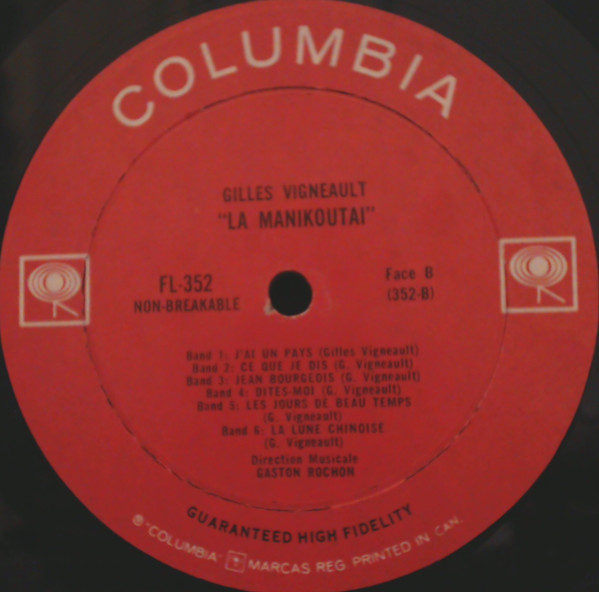 COLUMBIA
GILLES VIGNEAULT
"LA MANIKOUTAI"
FL-352
NON-BREAKABLE
Face B
(352-B)
Band 1: J'AI UN PAYS (Gilles Vigneault)
Band 2: CE QUE JE DIS (G. Vigneault)
Band 3: JEAN BOURGEOIS (G. Vigneault)
Band 4: DITES-MOI (G. Vigneault)
Band 5: LES JOURS DE BEAU TEMPS
(G. Vigneault)
Band 6: LA LUNE CHINOISE
(G. Vigneault)
Direction Musicale
GASTON ROCHON
GUARANTEED HIGH FIDELITY
® "COLUMBIA" MARCAS REG. PRINTED IN CAN.